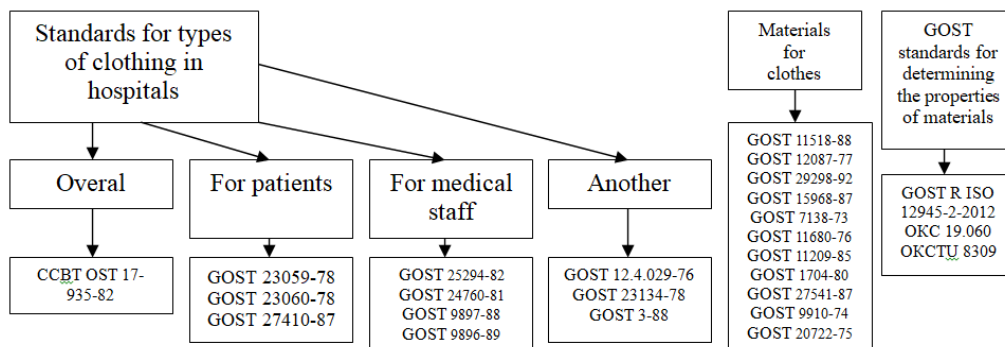 Standards for types
of clothing in
hospitals
Materials
for
clothes
GOST
standards for
determining
the properties
of materials
Overal
For patients
For medical
staff
Another
CCBT OST 17-
935-82
GOST 23059-78
GOST 23060-78
GOST 27410-87
GOST 25294-82
GOST 24760-81
GOST 9897-88
GOST 9896-89
GOST 12.4.029-76
GOST 23134-78
GOST 3-88
GOST 11518-88
GOST 12087-77
GOST 29298-92
GOST 15968-87
GOST 7138-73
GOST 11680-76
GOST 11209-85
GOST 1704-80
GOST 27541-87
GOST 9910-74
GOST 20722-75
GOST R ISO
12945-2-2012
OKC 19.060
OKCTU 8309